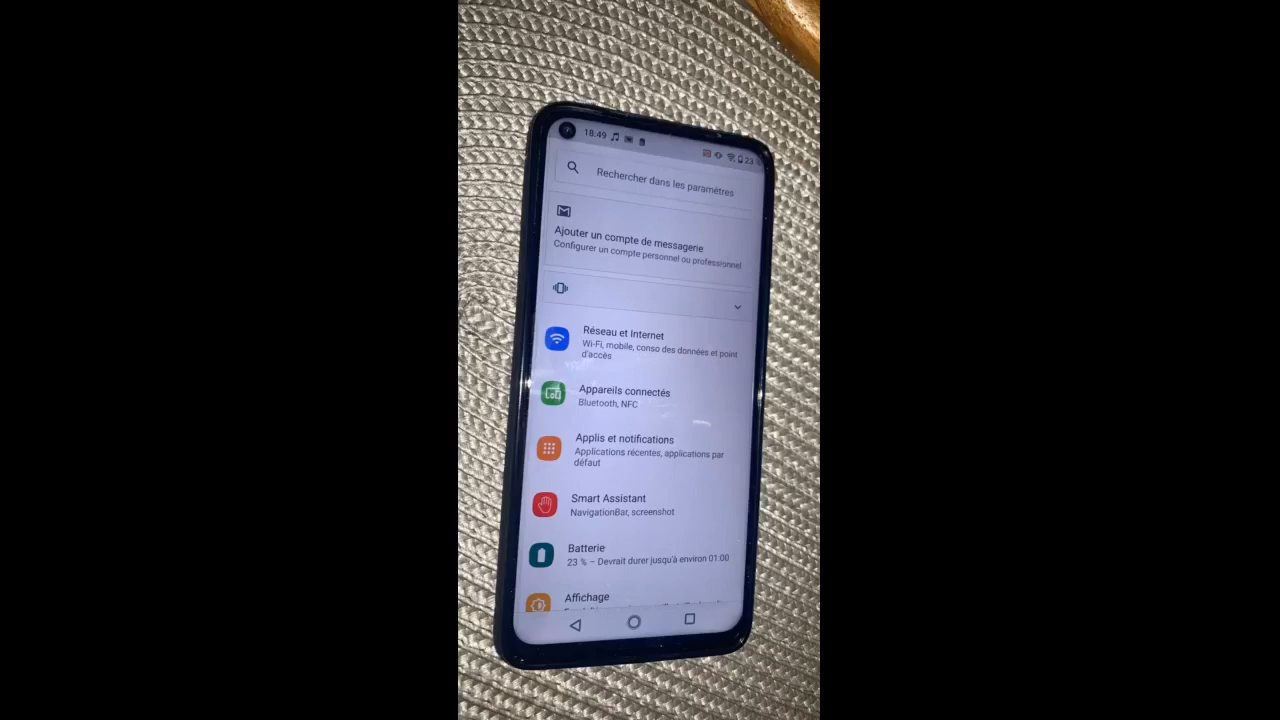 18:49 23
Rechercher dans les paramètres
Ajouter un compte de messagerie
Configurer un compte personnel ou professionnel
Réseau et Internet
Wi-Fi, mobile, conso des données et point
d'accès
Appareils connectés
Bluetooth, NFC
Applis et notifications
Applications récentes, applications par
défaut
Smart Assistant
NavigationBar, screenshot
Batterie
23 % – Devrait durer jusqu'à environ 01:00
Affichage